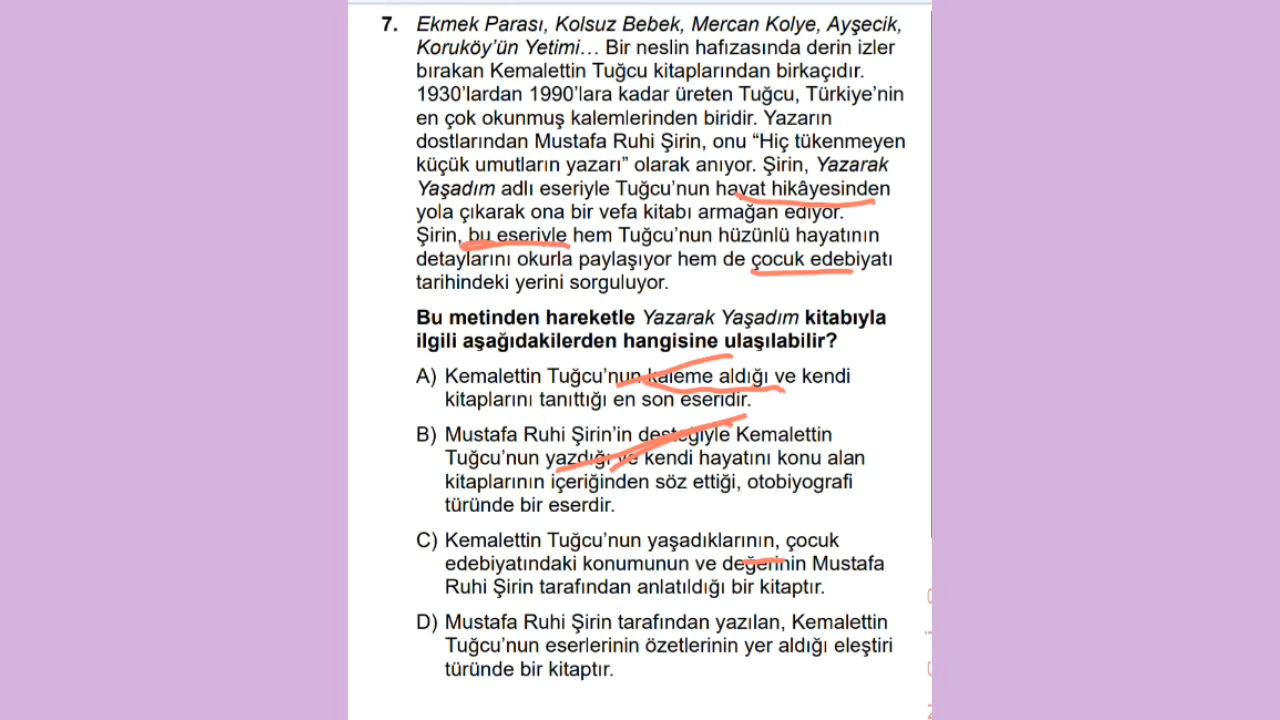 7. Ekmek Parası, Kolsuz Bebek, Mercan Kolye, Ayşecik,
Koruköy’ün Yetimi… Bir neslin hafızasında derin izler
bırakan Kemalettin Tuğcu kitaplarından birkaçıdır.
1930’lardan 1990’lara kadar üreten Tuğcu, Türkiye’nin
en çok okunmuş kalemlerinden biridir. Yazarın
dostlarından Mustafa Ruhi Şirin, onu “Hiç tükenmeyen
küçük umutların yazarı” olarak anıyor. Şirin, Yazarak
Yaşadım adlı eseriyle Tuğcu’nun hayat hikâyesinden
yola çıkarak ona bir vefa kitabı armağan ediyor.
Şirin, bu eseriyle hem Tuğcu’nun hüzünlü hayatının
detaylarını okurla paylaşıyor hem de çocuk edebiyatı
tarihindeki yerini sorguluyor.
Bu metinden hareketle Yazarak Yaşadım kitabıyla
ilgili aşağıdakilerden hangisine ulaşılabilir?
A) Kemalettin Tuğcu’nun kaleme aldığı ve kendi
kitaplarını tanıttığı en son eseridir.
B) Mustafa Ruhi Şirin’in desteğiyle Kemalettin
Tuğcu’nun yazdığı ve kendi hayatını konu alan
kitaplarının içeriğinden söz ettiği, otobiyografi
türünde bir eserdir.
C) Kemalettin Tuğcu’nun yaşadıklarının, çocuk
edebiyatındaki konumunun ve değerinin Mustafa
Ruhi Şirin tarafından anlatıldığı bir kitaptır.
D) Mustafa Ruhi Şirin tarafından yazılan, Kemalettin
Tuğcu’nun eserlerinin özetlerinin yer aldığı eleştiri
türünde bir kitaptır.